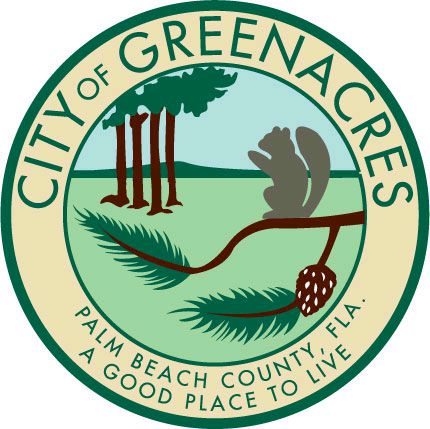 CITY OF GREENACRES
PALM BEACH COUNTY, FLA.
A GOOD PLACE TO LIVE